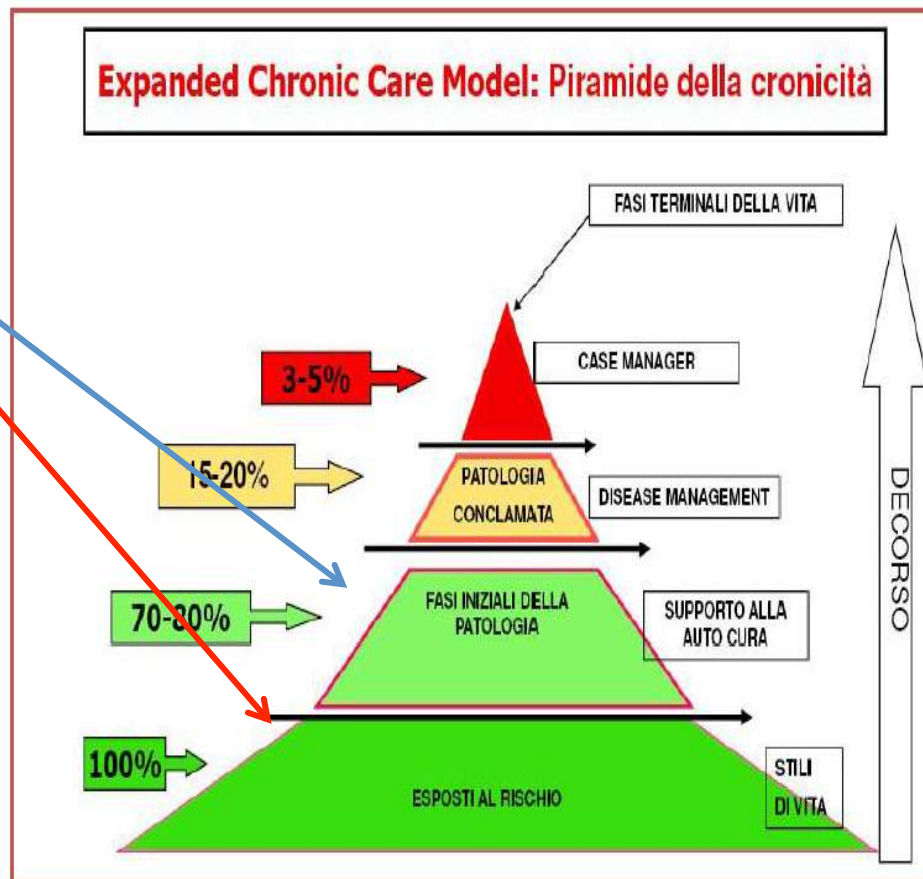 Expanded Chronic Care Model: Piramide della cronicità
FASI TERMINALI DELLA VITA
3-5%
CASE MANAGER
15-20%
PATOLOGIA
CONCLAMATA
DISEASE MANAGEMENT
70-80%
FASI INIZIALI DELLA
PATOLOGIA
SUPPORTO ALLA
AUTO CURA
100%
ESPOSTI AL RISCHIO
STILI
DI VITA
DECORSO